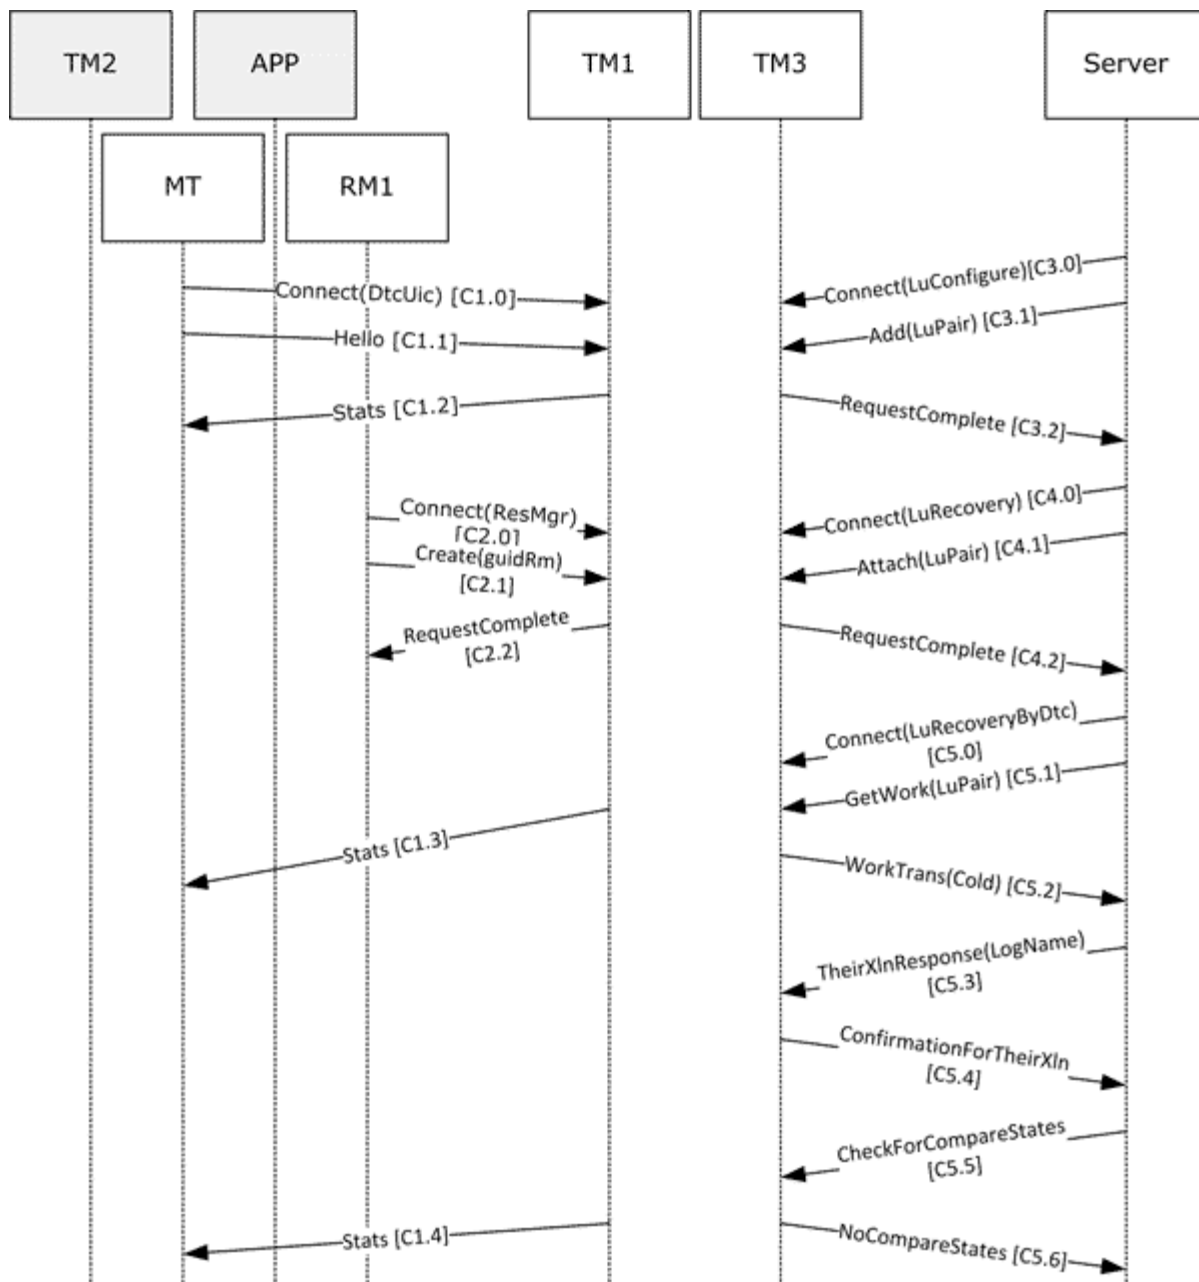 TM2
APP
TM1
TM3
Server
MT
RM1
Connect(LuConfigure)[C3.0]
Connect(DtcUic) [C1.0]
Add(LuPair) [C3.1]
Hello [C1.1]
Stats [C1.2]
RequestComplete [C3.2]
Connect(LuRecovery) [C4.0]
Connect(ResMgr)
[C2.0]
Attach(LuPair) [C4.1]
Create(guidRm)
[C2.1]
RequestComplete
[C2.2]
RequestComplete [C4.2]
Connect(LuRecoveryByDtc)
[C5.0]
GetWork(LuPair) [C5.1]
Stats [C1.3]
WorkTrans(Cold) [C5.2]
TheirXlnResponse(LogName)
[C5.3]
ConfirmationForTheirXln
[C5.4]
CheckForCompareStates
[C5.5]
Stats [C1.4]
NoCompareStates [C5.6]